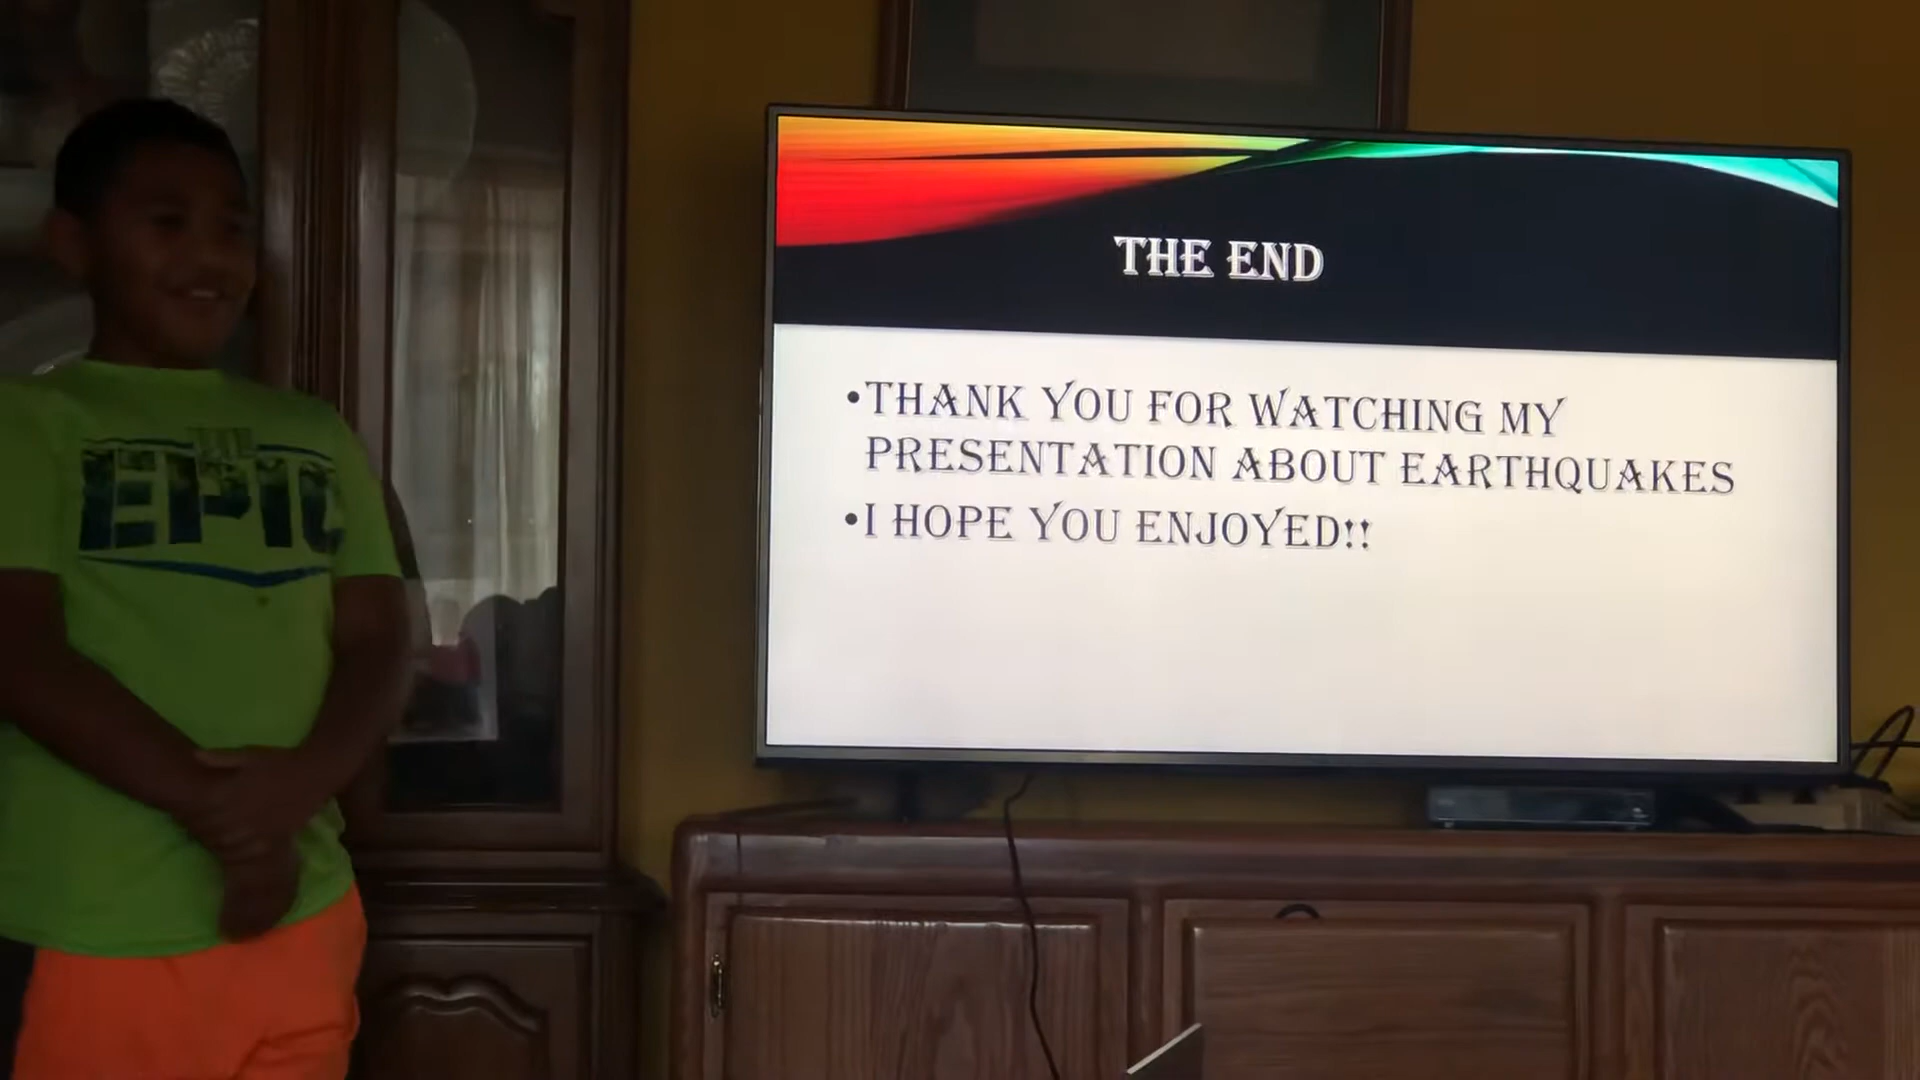 EPIC
THE END
•THANK YOU FOR WATCHING MY
PRESENTATION ABOUT EARTHQUAKES
•I HOPE YOU ENJOYED!!